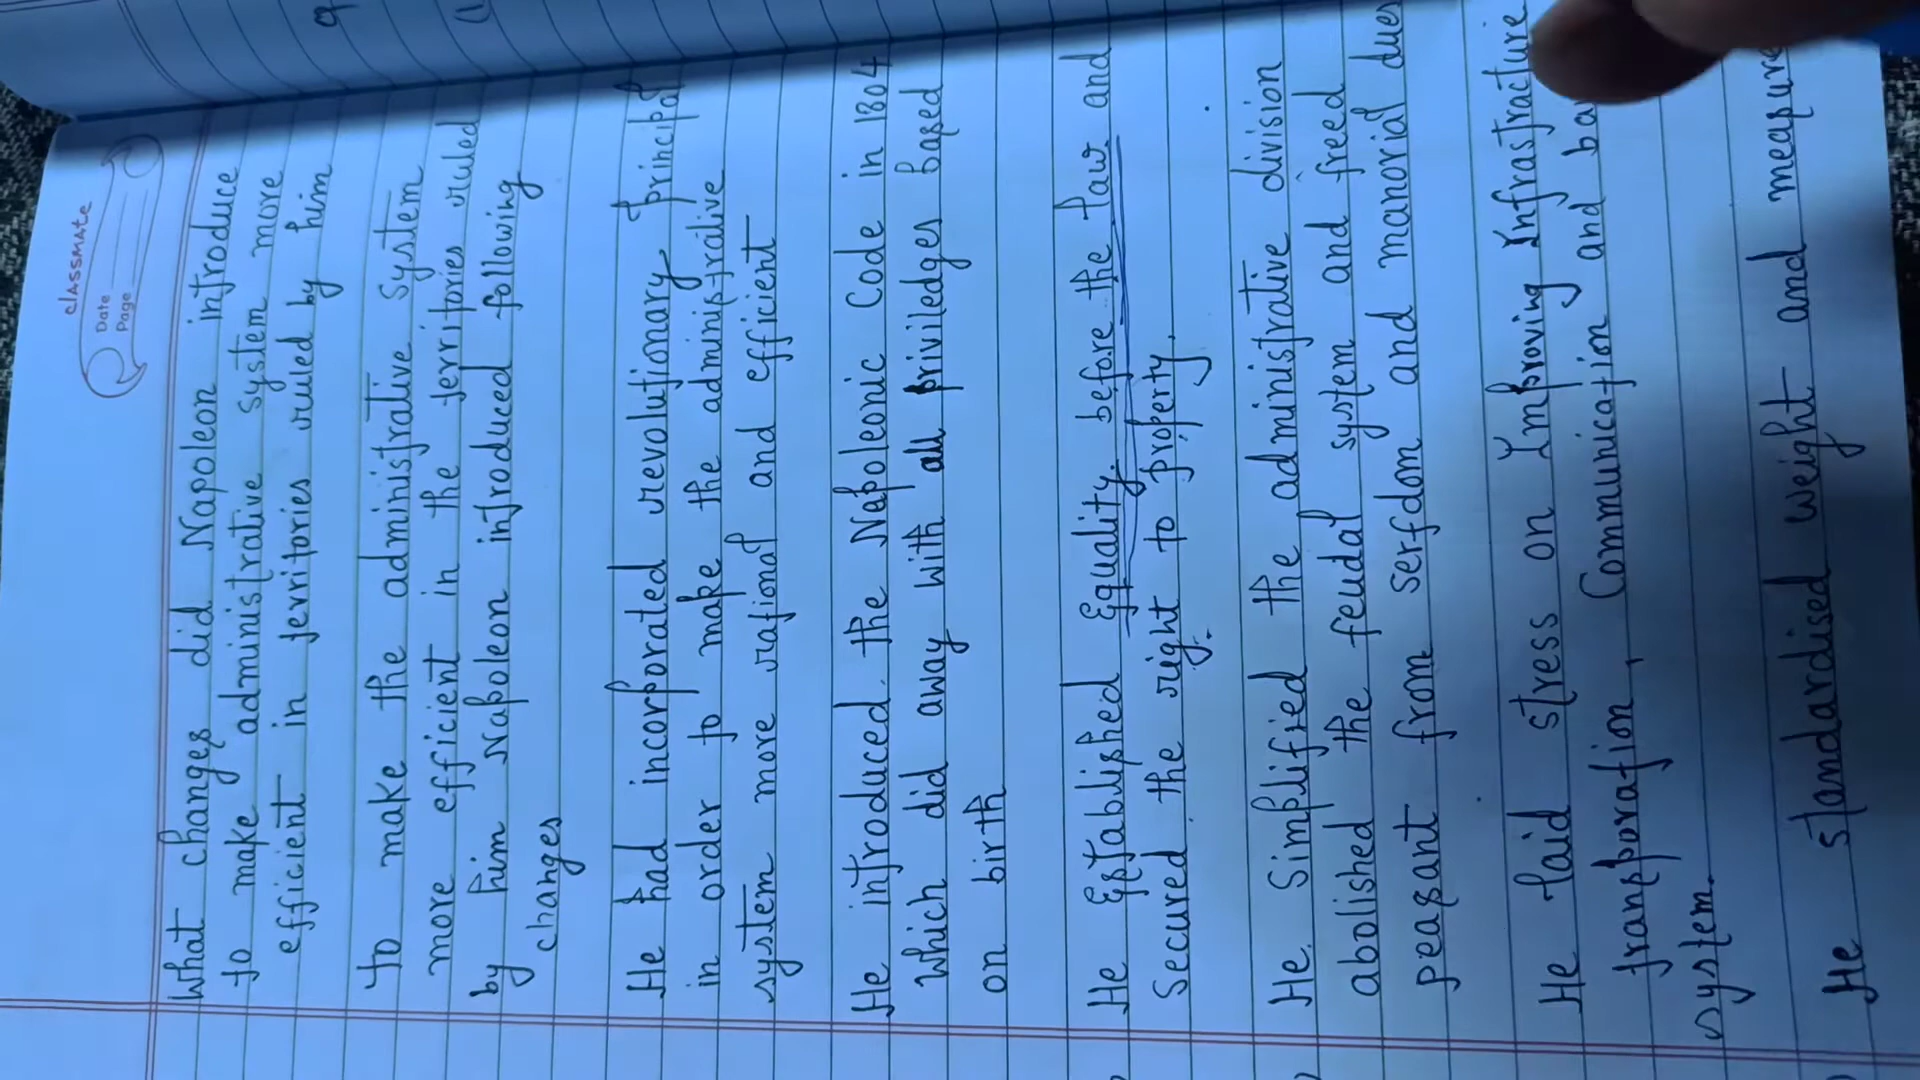 classmate
Date
Page
What changes did Napoleon introduce
to make administrative system more
efficient in territories ruled by him
To make the administrative system
more efficient in the territories ruled
by him Napoleon introduced following
changes
He had incorporated revolutionary principal
in order to make the administrative
system more rational and efficient
He introduced the Napoleonic Code in 1804
which did away with all priviledges based
on birth
He Established Equality before the law and
Secured the right to property.
He Simplified the administrative division
abolished the feudal system and freed
peasant from serfdom and manorial dues
He laid stress on Improving Infrastructure
transporation, Communication and
system.
He standardised weight and measure